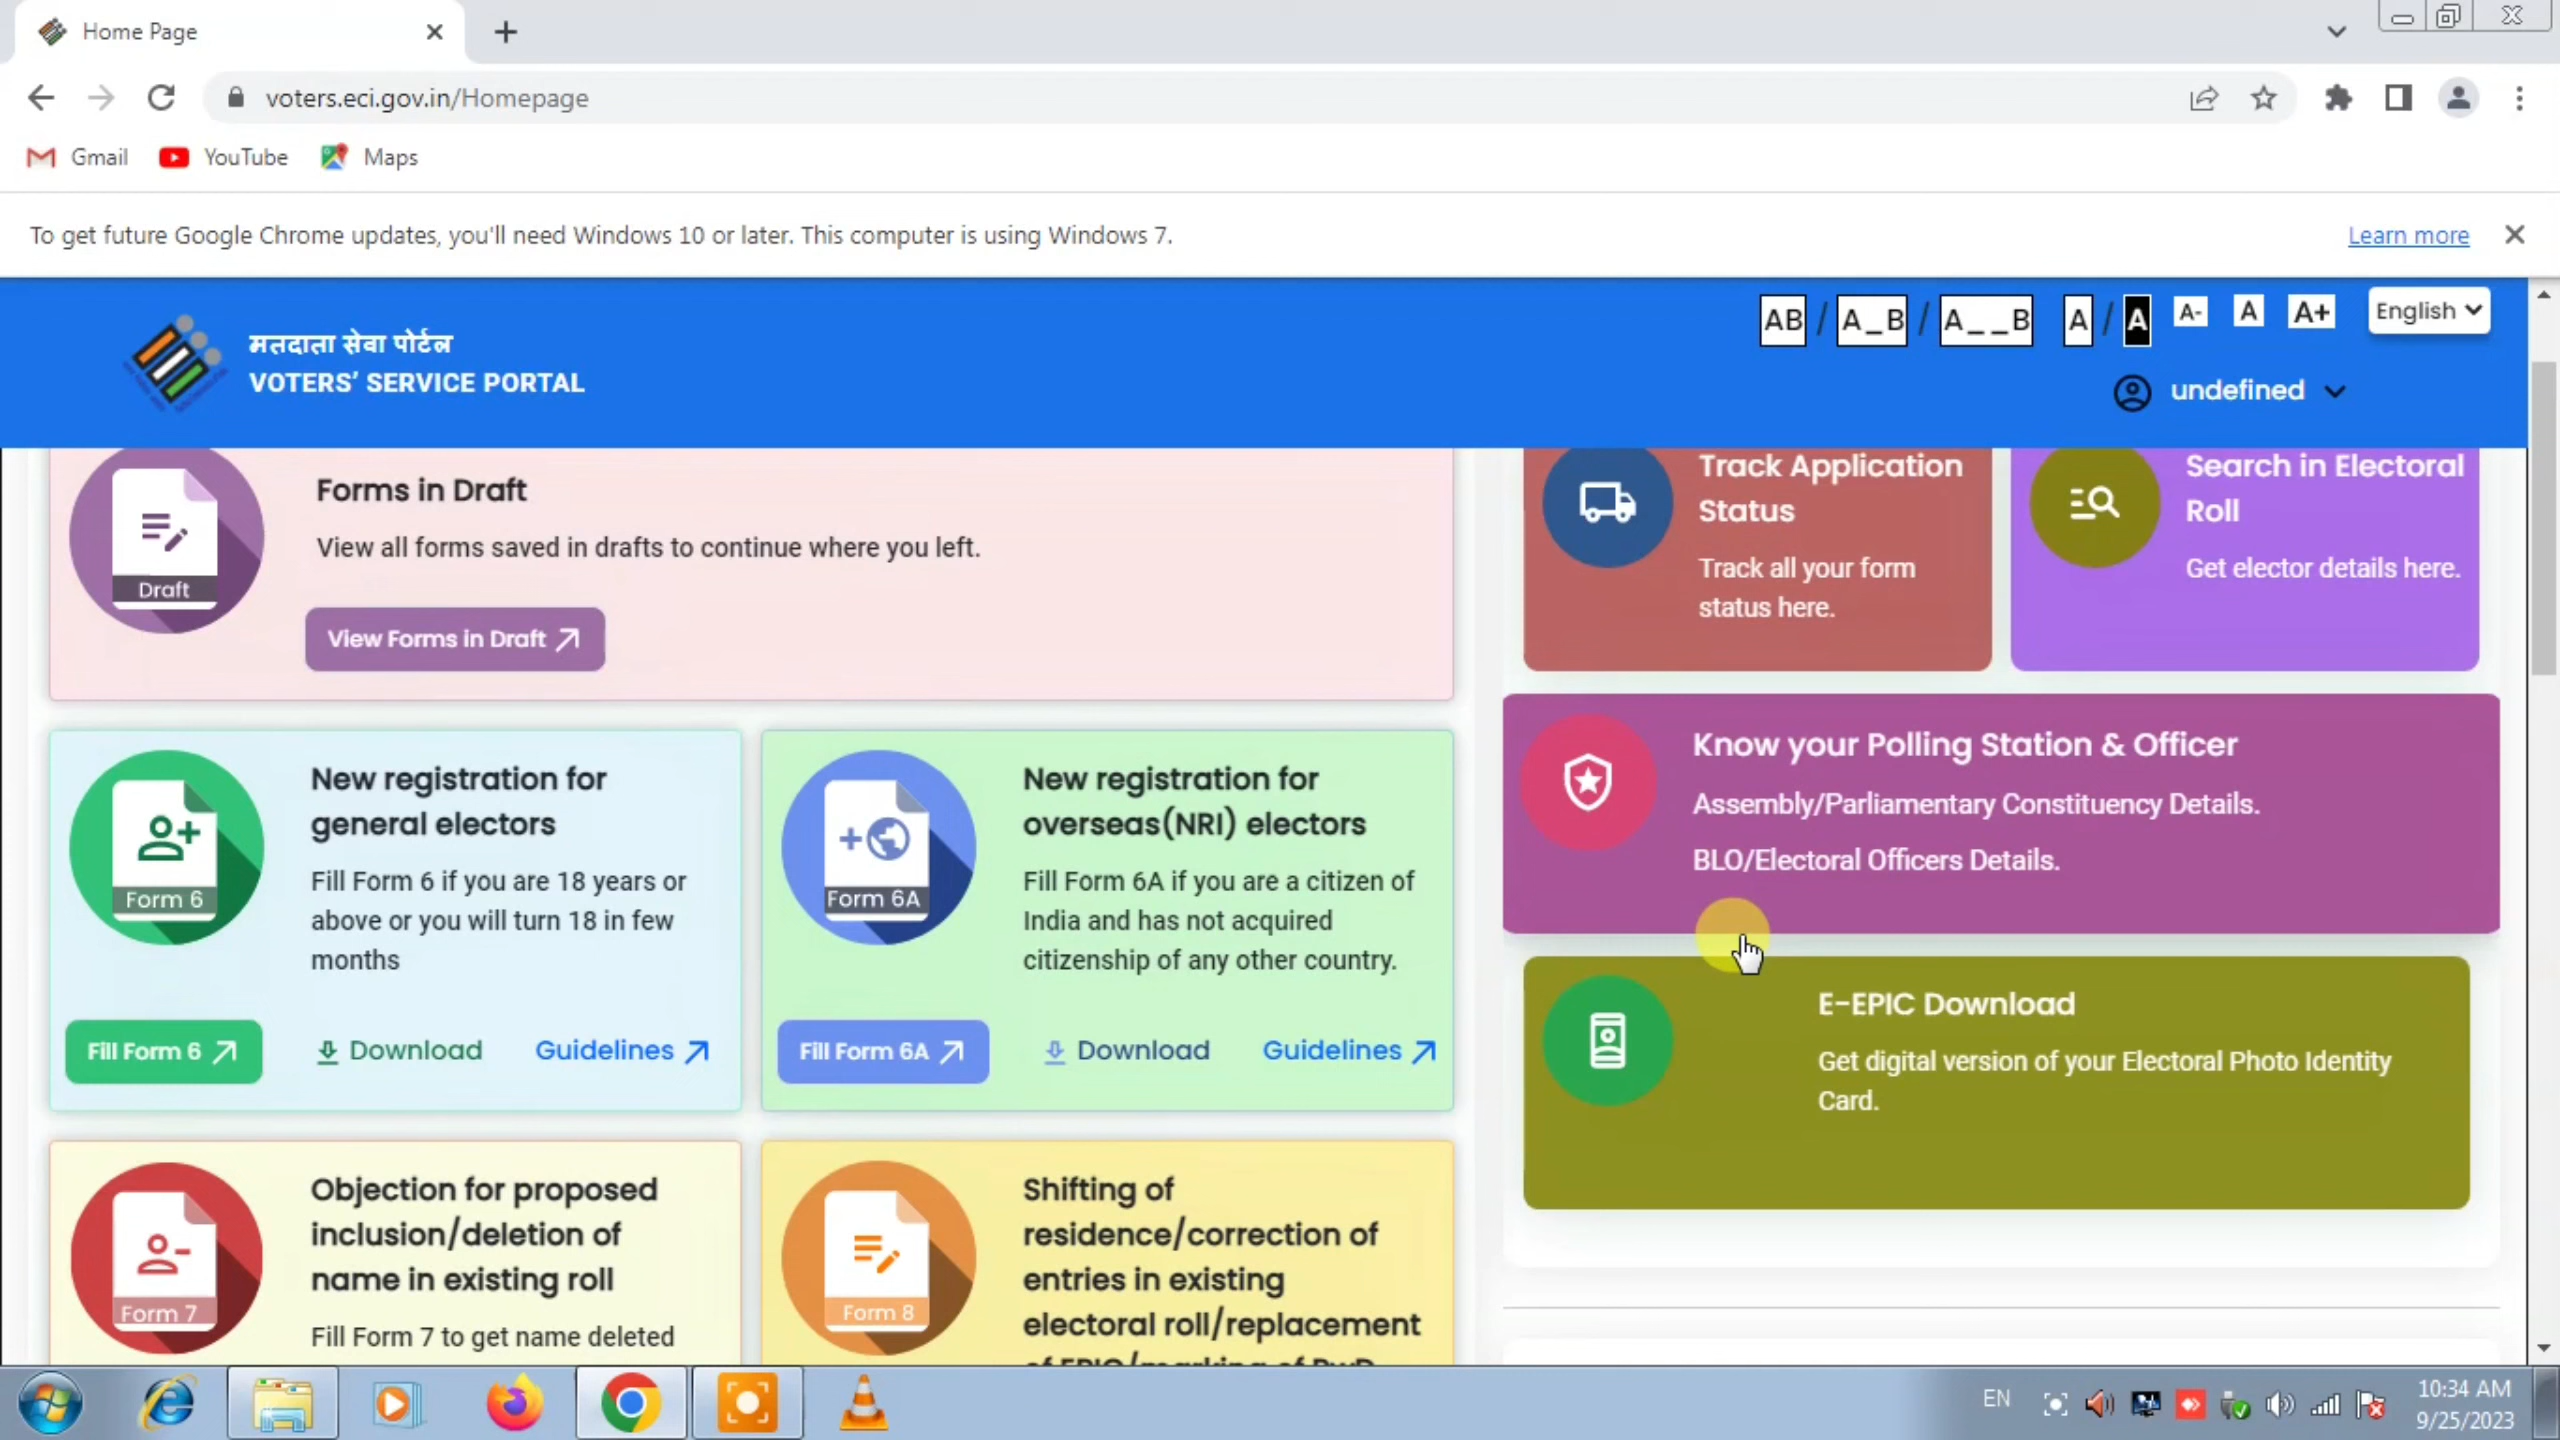 Home Page
voters.eci.gov.in/Homepage
Gmail
YouTube
Maps
To get future Google Chrome updates, you'll need Windows 10 or later. This computer is using Windows 7.
Learn more
मतदाता सेवा पोर्टल
VOTERS’ SERVICE PORTAL
AB / A_B / A__B A / A A- A A+ English
undefined
Draft
Forms in Draft
View all forms saved in drafts to continue where you left.
View Forms in Draft
Form 6
New registration for
general electors
Fill Form 6 if you are 18 years or
above or you will turn 18 in few
months
Fill Form 6
Download
Guidelines
Form 6A
New registration for
overseas(NRI) electors
Fill Form 6A if you are a citizen of
India and has not acquired
citizenship of any other country.
Fill Form 6A
Download
Guidelines
Form 7
Objection for proposed
inclusion/deletion of
name in existing roll
Fill Form 7 to get name deleted
Form 8
Shifting of
residence/correction of
entries in existing
electoral roll/replacement
of EPIC/marking of PwD
Track Application
Status
Track all your form
status here.
Search in Electoral
Roll
Get elector details here.
Know your Polling Station & Officer
Assembly/Parliamentary Constituency Details.
BLO/Electoral Officers Details.
E-EPIC Download
Get digital version of your Electoral Photo Identity
Card.
EN
10:34 AM
9/25/2023